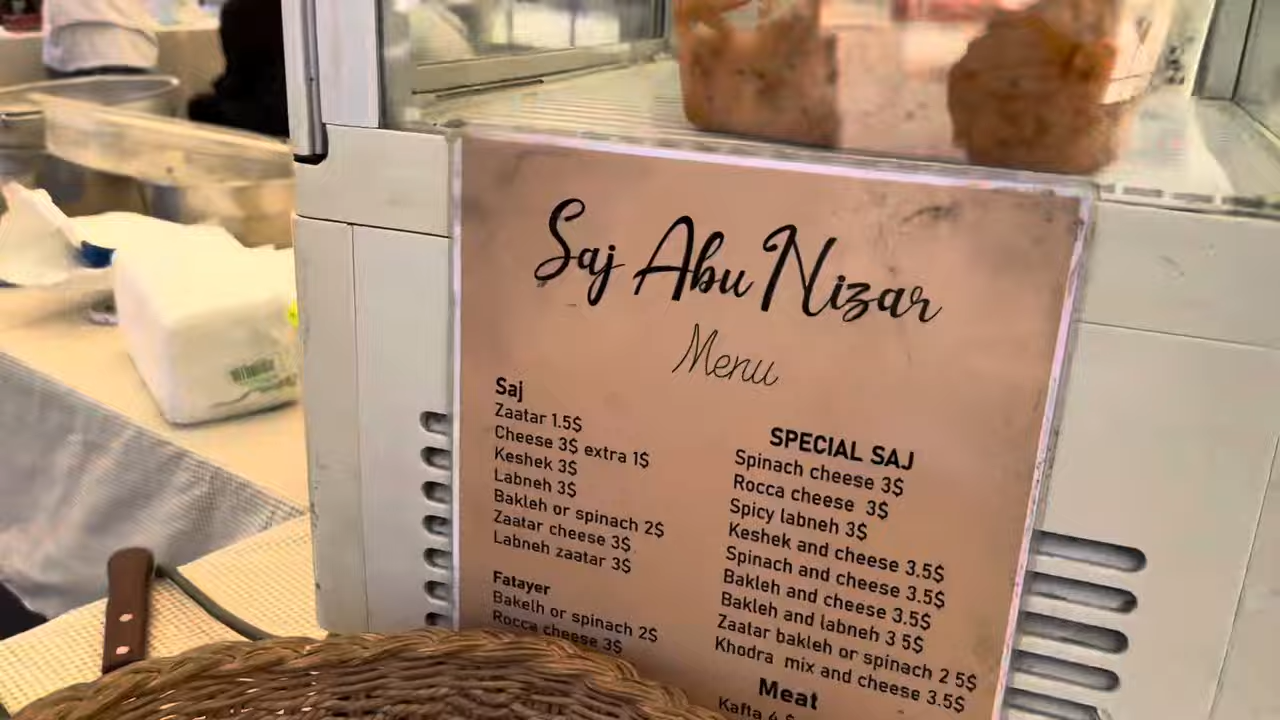 Saj Abu Nizar
Menu
Saj
Zaatar 1.5$
Cheese 3$ extra 1$
Keshek 3$
Labneh 3$
Bakleh or spinach 2$
Zaatar cheese 3$
Labneh zaatar 3$
Fatayer
Bakelh or spinach 2$
Rocca cheese 3$
SPECIAL SAJ
Spinach cheese 3$
Rocca cheese 3$
Spicy labneh 3$
Keshek and cheese 3.5$
Spinach and cheese 3.5$
Bakleh and cheese 3.5$
Bakleh and labneh 3 5$
Zaatar bakleh or spinach 2 5$
Khodra mix and cheese 3.5$
Meat
Kafta 4 $